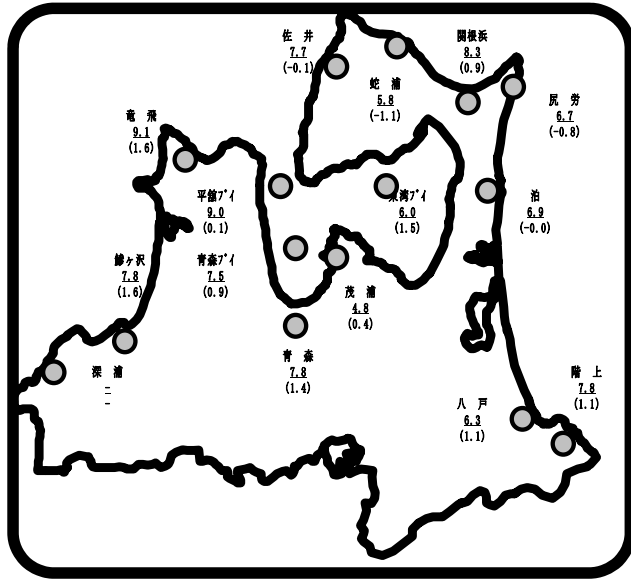 佐 井
7.7
(-0.1)
関根浜
8.3
(0.9)
蛇 浦
5.8
(-1.1)
尻 労
6.7
(-0.8)
竜 飛
9.1
(1.6)
平舘ﾌﾞｲ
9.0
(0.1)
東湾ﾌﾞｲ
6.0
(1.5)
泊
6.9
(-0.0)
鰺ヶ沢
7.8
(1.6)
青森ﾌﾞｲ
7.5
(0.9)
茂 浦
4.8
(0.4)
青 森
7.8
(1.4)
深 浦
--
-
階 上
7.8
(1.1)
八 戸
6.3
(1.1)